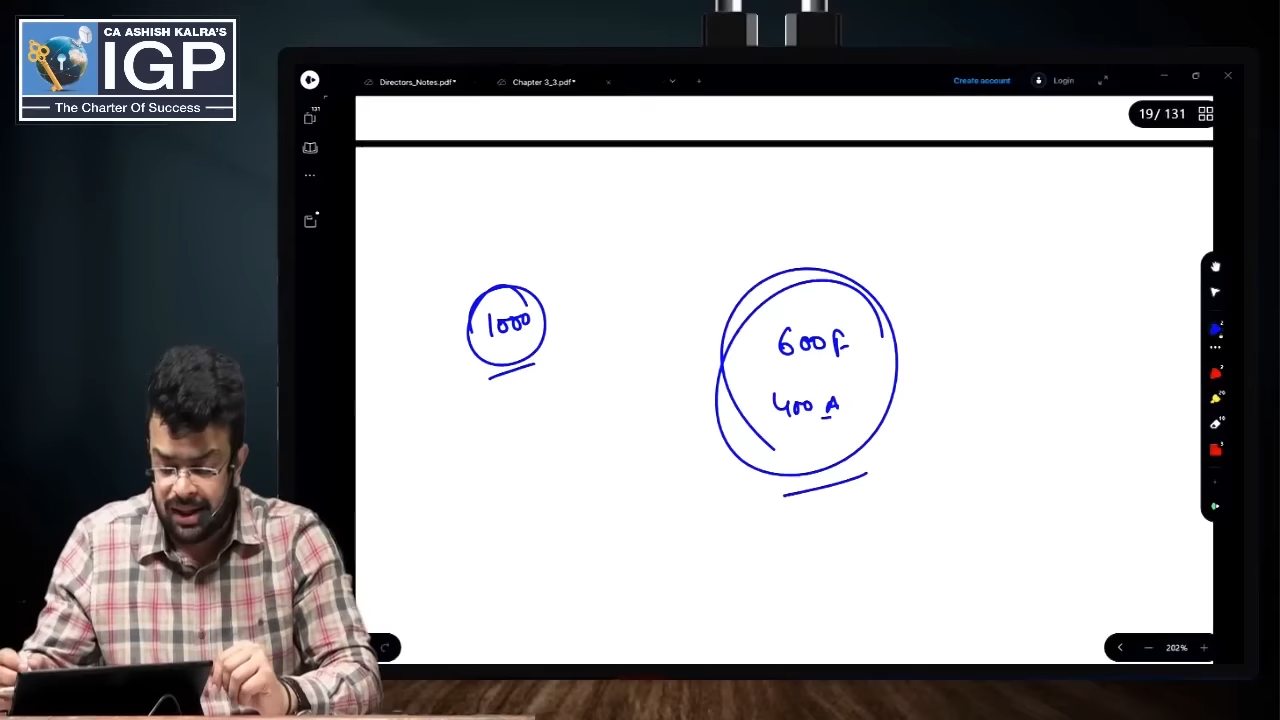 CA ASHISH KALRA'S
IGP
The Charter Of Success
Directors_Notes.pdf*
Chapter 3_3.pdf*
Create account
Login
131
19 / 131
1000
600 F
400 A
202%